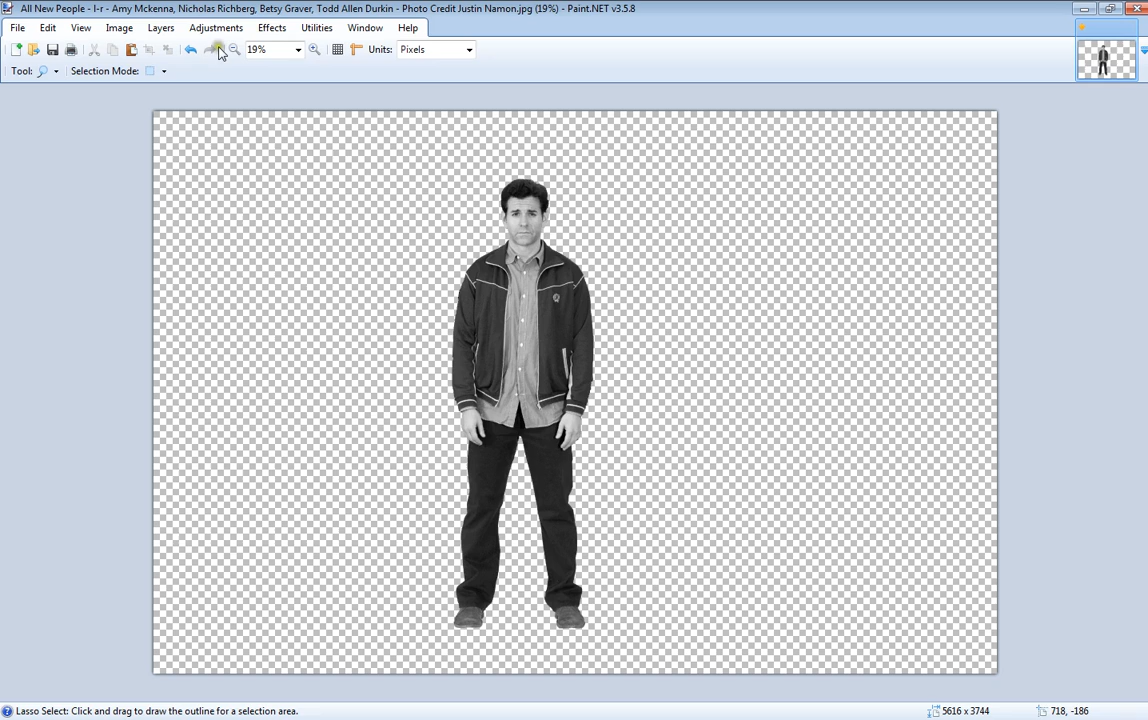 All New People - l-r - Amy Mckenna, Nicholas Richberg, Betsy Graver, Todd Allen Durkin - Photo Credit Justin Namon.jpg (19%) - Paint.NET v3.5.8
File Edit View Image Layers Adjustments Effects Utilities Window Help
19% Units: Pixels
Tool: Selection Mode:
Lasso Select: Click and drag to draw the outline for a selection area. 5616 x 3744 718, -186